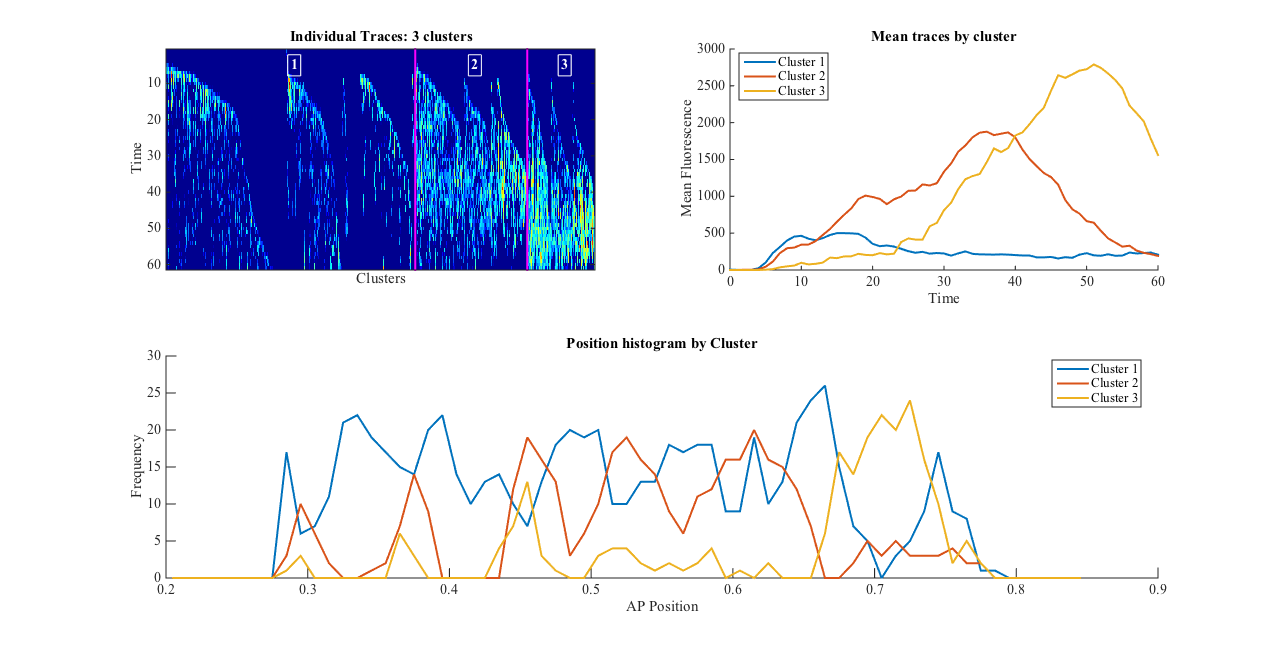 Individual Traces: 3 clusters
1
2
3
10
20
30
40
50
60
Time
Clusters
Mean traces by cluster
3000
2500
2000
1500
1000
500
0
Mean Fluorescence
Cluster 1
Cluster 2
Cluster 3
0 10 20 30 40 50 60
Time
Position histogram by Cluster
30
25
20
15
10
5
0
Frequency
Cluster 1
Cluster 2
Cluster 3
0.2 0.3 0.4 0.5 0.6 0.7 0.8 0.9
AP Position